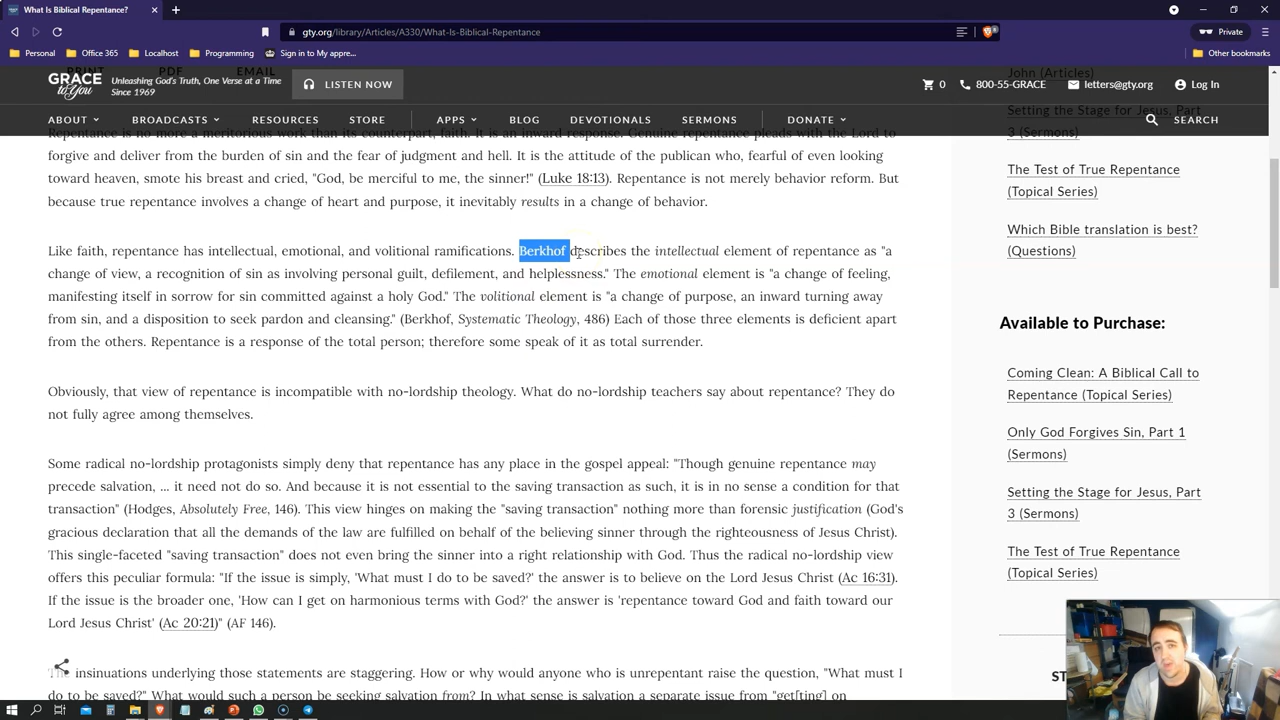 What Is Biblical Repentance?
gty.org/library/Articles/A330/What-Is-Biblical-Repentance
Private
Personal
Office 365
Localhost
Programming
Sign in to My appre...
Other bookmarks
PRINT PDF EMAIL
GRACE to You
Unleashing God's Truth, One Verse at a Time
Since 1969
LISTEN NOW
0
800-55-GRACE
letters@gty.org
Log In
ABOUT
BROADCASTS
RESOURCES
STORE
APPS
BLOG
DEVOTIONALS
SERMONS
DONATE
SEARCH
Repentance is no more a meritorious work than its counterpart, faith. It is an inward response. Genuine repentance pleads with the Lord to
forgive and deliver from the burden of sin and the fear of judgment and hell. It is the attitude of the publican who, fearful of even looking
toward heaven, smote his breast and cried, "God, be merciful to me, the sinner!" (Luke 18:13). Repentance is not merely behavior reform. But
because true repentance involves a change of heart and purpose, it inevitably results in a change of behavior.
Like faith, repentance has intellectual, emotional, and volitional ramifications. Berkhof describes the intellectual element of repentance as "a
change of view, a recognition of sin as involving personal guilt, defilement, and helplessness." The emotional element is "a change of feeling,
manifesting itself in sorrow for sin committed against a holy God." The volitional element is "a change of purpose, an inward turning away
from sin, and a disposition to seek pardon and cleansing." (Berkhof, Systematic Theology, 486) Each of those three elements is deficient apart
from the others. Repentance is a response of the total person; therefore some speak of it as total surrender.
Obviously, that view of repentance is incompatible with no-lordship theology. What do no-lordship teachers say about repentance? They do
not fully agree among themselves.
Some radical no-lordship protagonists simply deny that repentance has any place in the gospel appeal: "Though genuine repentance may
precede salvation, ... it need not do so. And because it is not essential to the saving transaction as such, it is in no sense a condition for that
transaction" (Hodges, Absolutely Free, 146). This view hinges on making the "saving transaction" nothing more than forensic justification (God's
gracious declaration that all the demands of the law are fulfilled on behalf of the believing sinner through the righteousness of Jesus Christ).
This single-faceted "saving transaction" does not even bring the sinner into a right relationship with God. Thus the radical no-lordship view
offers this peculiar formula: "If the issue is simply, 'What must I do to be saved?' the answer is to believe on the Lord Jesus Christ (Ac 16:31).
If the issue is the broader one, 'How can I get on harmonious terms with God?' the answer is 'repentance toward God and faith toward our
Lord Jesus Christ' (Ac 20:21)" (AF 146).
insinuations underlying those statements are staggering. How or why would anyone who is unrepentant raise the question, "What must I
do to be saved?" What would such a person be seeking salvation from? In what sense is salvation a separate issue from "get[ting] on
John (Articles)
Setting the Stage for Jesus, Part
3 (Sermons)
The Test of True Repentance
(Topical Series)
Which Bible translation is best?
(Questions)
Available to Purchase:
Coming Clean: A Biblical Call to
Repentance (Topical Series)
Only God Forgives Sin, Part 1
(Sermons)
Setting the Stage for Jesus, Part
3 (Sermons)
The Test of True Repentance
(Topical Series)
ST